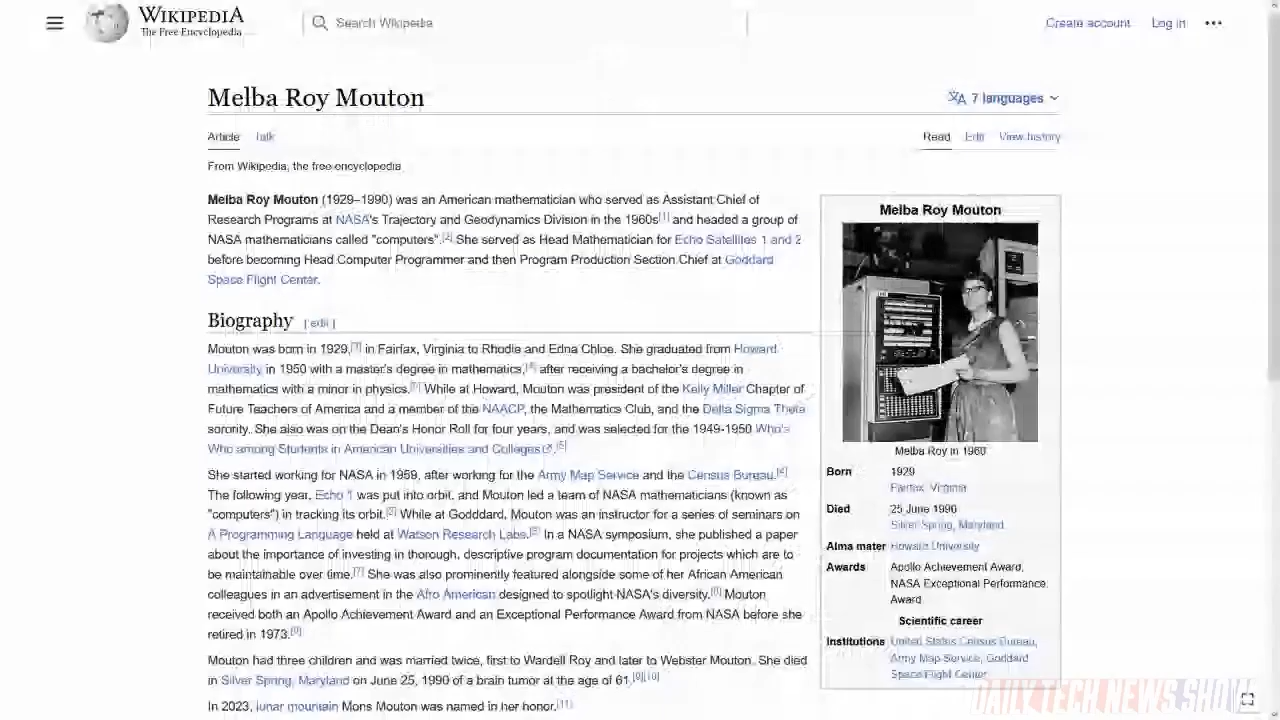 WIKIPEDIA
The Free Encyclopedia
Search Wikipedia
Create account Log in •••
Melba Roy Mouton
7 languages
Article Talk
Read Edit View history
From Wikipedia, the free encyclopedia
Melba Roy Mouton (1929–1990) was an American mathematician who served as Assistant Chief of
Research Programs at NASA's Trajectory and Geodynamics Division in the 1960s[1] and headed a group of
NASA mathematicians called "computers".[2] She served as Head Mathematician for Echo Satellites 1 and 2
before becoming Head Computer Programmer and then Program Production Section Chief at Goddard
Space Flight Center.
Biography [ edit ]
Mouton was born in 1929, in Fairfax, Virginia to Rhodie and Edna Chloe. She graduated from Howard
University in 1950 with a master's degree in mathematics, after receiving a bachelor's degree in
mathematics with a minor in physics. While at Howard, Mouton was president of the Kelly Miller Chapter of
Future Teachers of America and a member of the NAACP, the Mathematics Club, and the Delta Sigma Theta
sorority. She also was on the Dean's Honor Roll for four years, and was selected for the 1949-1950 Who's
Who among Students in American Universities and Colleges.[5]
She started working for NASA in 1959, after working for the Army Map Service and the Census Bureau.[4]
The following year, Echo 1 was put into orbit, and Mouton led a team of NASA mathematicians (known as
"computers") in tracking its orbit. While at Godddard, Mouton was an instructor for a series of seminars on
A Programming Language held at Watson Research Labs. In a NASA symposium, she published a paper
about the importance of investing in thorough, descriptive program documentation for projects which are to
be maintainable over time.[7] She was also prominently featured alongside some of her African American
colleagues in an advertisement in the Afro American designed to spotlight NASA's diversity. Mouton
received both an Apollo Achievement Award and an Exceptional Performance Award from NASA before she
retired in 1973.
Mouton had three children and was married twice, first to Wardell Roy and later to Webster Mouton. She died
in Silver Spring, Maryland on June 25, 1990 of a brain tumor at the age of 61.[9][10]
In 2023, lunar mountain Mons Mouton was named in her honor.[11]
Melba Roy Mouton
Melba Roy in 1960
Born 1929
Fairfax, Virginia
Died 25 June 1990
Silver Spring, Maryland
Alma mater Howard University
Awards Apollo Achievement Award,
NASA Exceptional Performance
Award
Scientific career
Institutions United States Census Bureau,
Army Map Service, Goddard
Space Flight Center
DAILY TECH NEWS SHOW